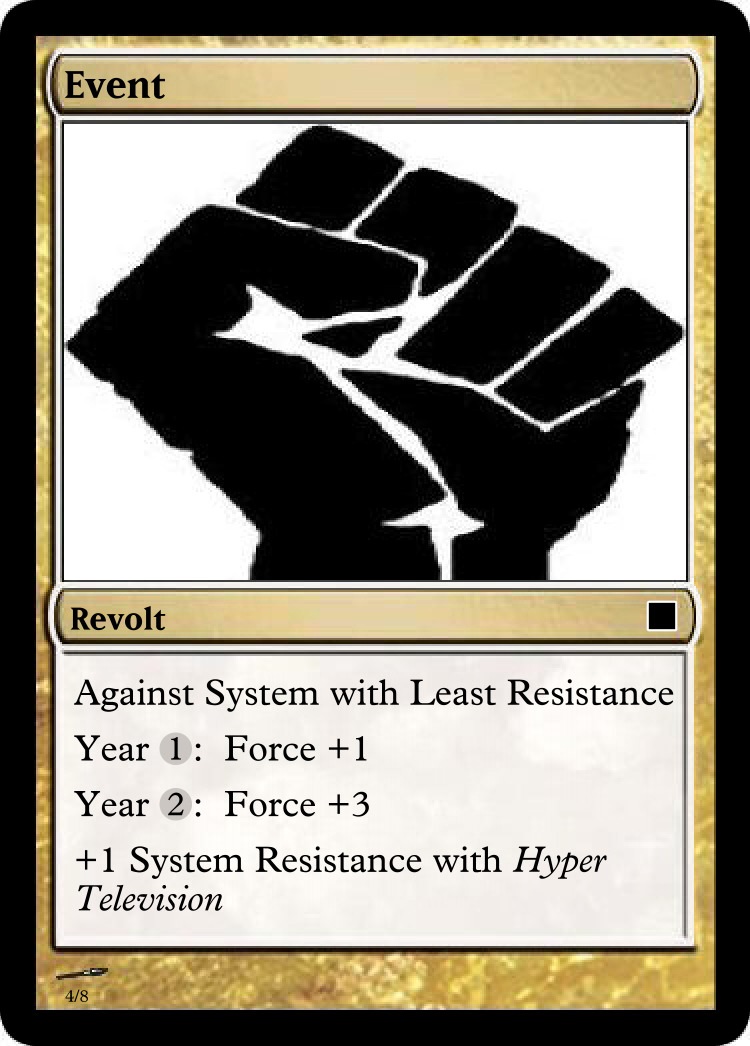 Event
Revolt
Against System with Least Resistance
Year 1: Force +1
Year 2: Force +3
+1 System Resistance with Hyper
Television
4/8